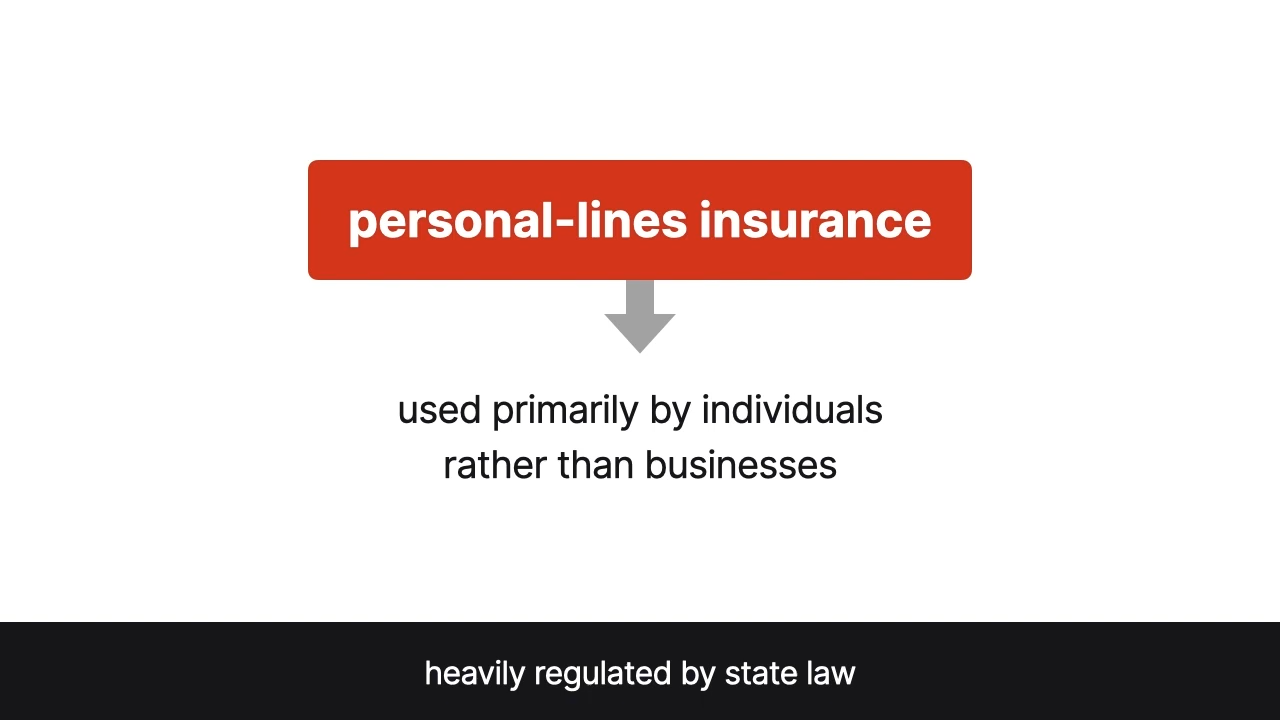 personal-lines insurance
used primarily by individuals
rather than businesses
heavily regulated by state law